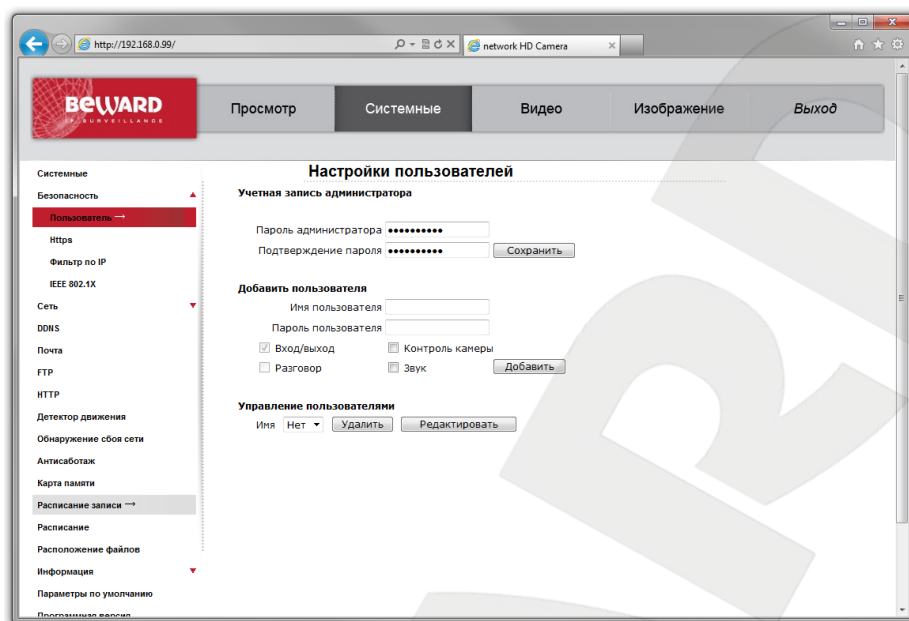 http://192.168.0.99/
network HD Camera
BEWARD
IP SURVEILLANCE
Просмотр
Системные
Видео
Изображение
Выход
Системные
Безопасность
Пользователь →
Https
Фильтр по IP
IEEE 802.1X
Сеть
DDNS
Почта
FTP
HTTP
Детектор движения
Обнаружение сбоя сети
Антисаботаж
Карта памяти
Расписание записи →
Расписание
Расположение файлов
Информация
Параметры по умолчанию
Программная версия
Настройки пользователей
Учетная запись администратора
Пароль администратора ••••••••••
Подтверждение пароля •••••••••• Сохранить
Добавить пользователя
Имя пользователя
Пароль пользователя
Вход/выход Контроль камеры
Разговор Звук Добавить
Управление пользователями
Имя Нет Удалить Редактировать